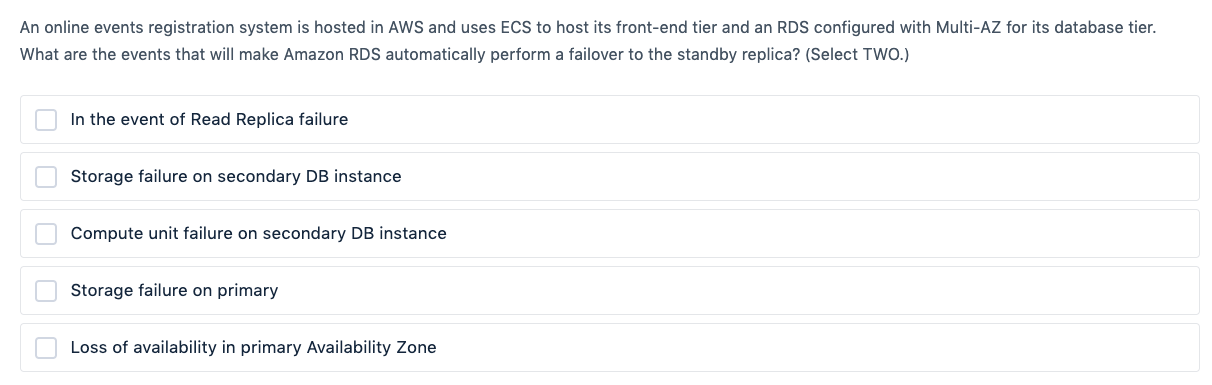 An online events registration system is hosted in AWS and uses ECS to host its front-end tier and an RDS configured with Multi-AZ for its database tier.
What are the events that will make Amazon RDS automatically perform a failover to the standby replica? (Select TWO.)
In the event of Read Replica failure
Storage failure on secondary DB instance
Compute unit failure on secondary DB instance
Storage failure on primary
Loss of availability in primary Availability Zone